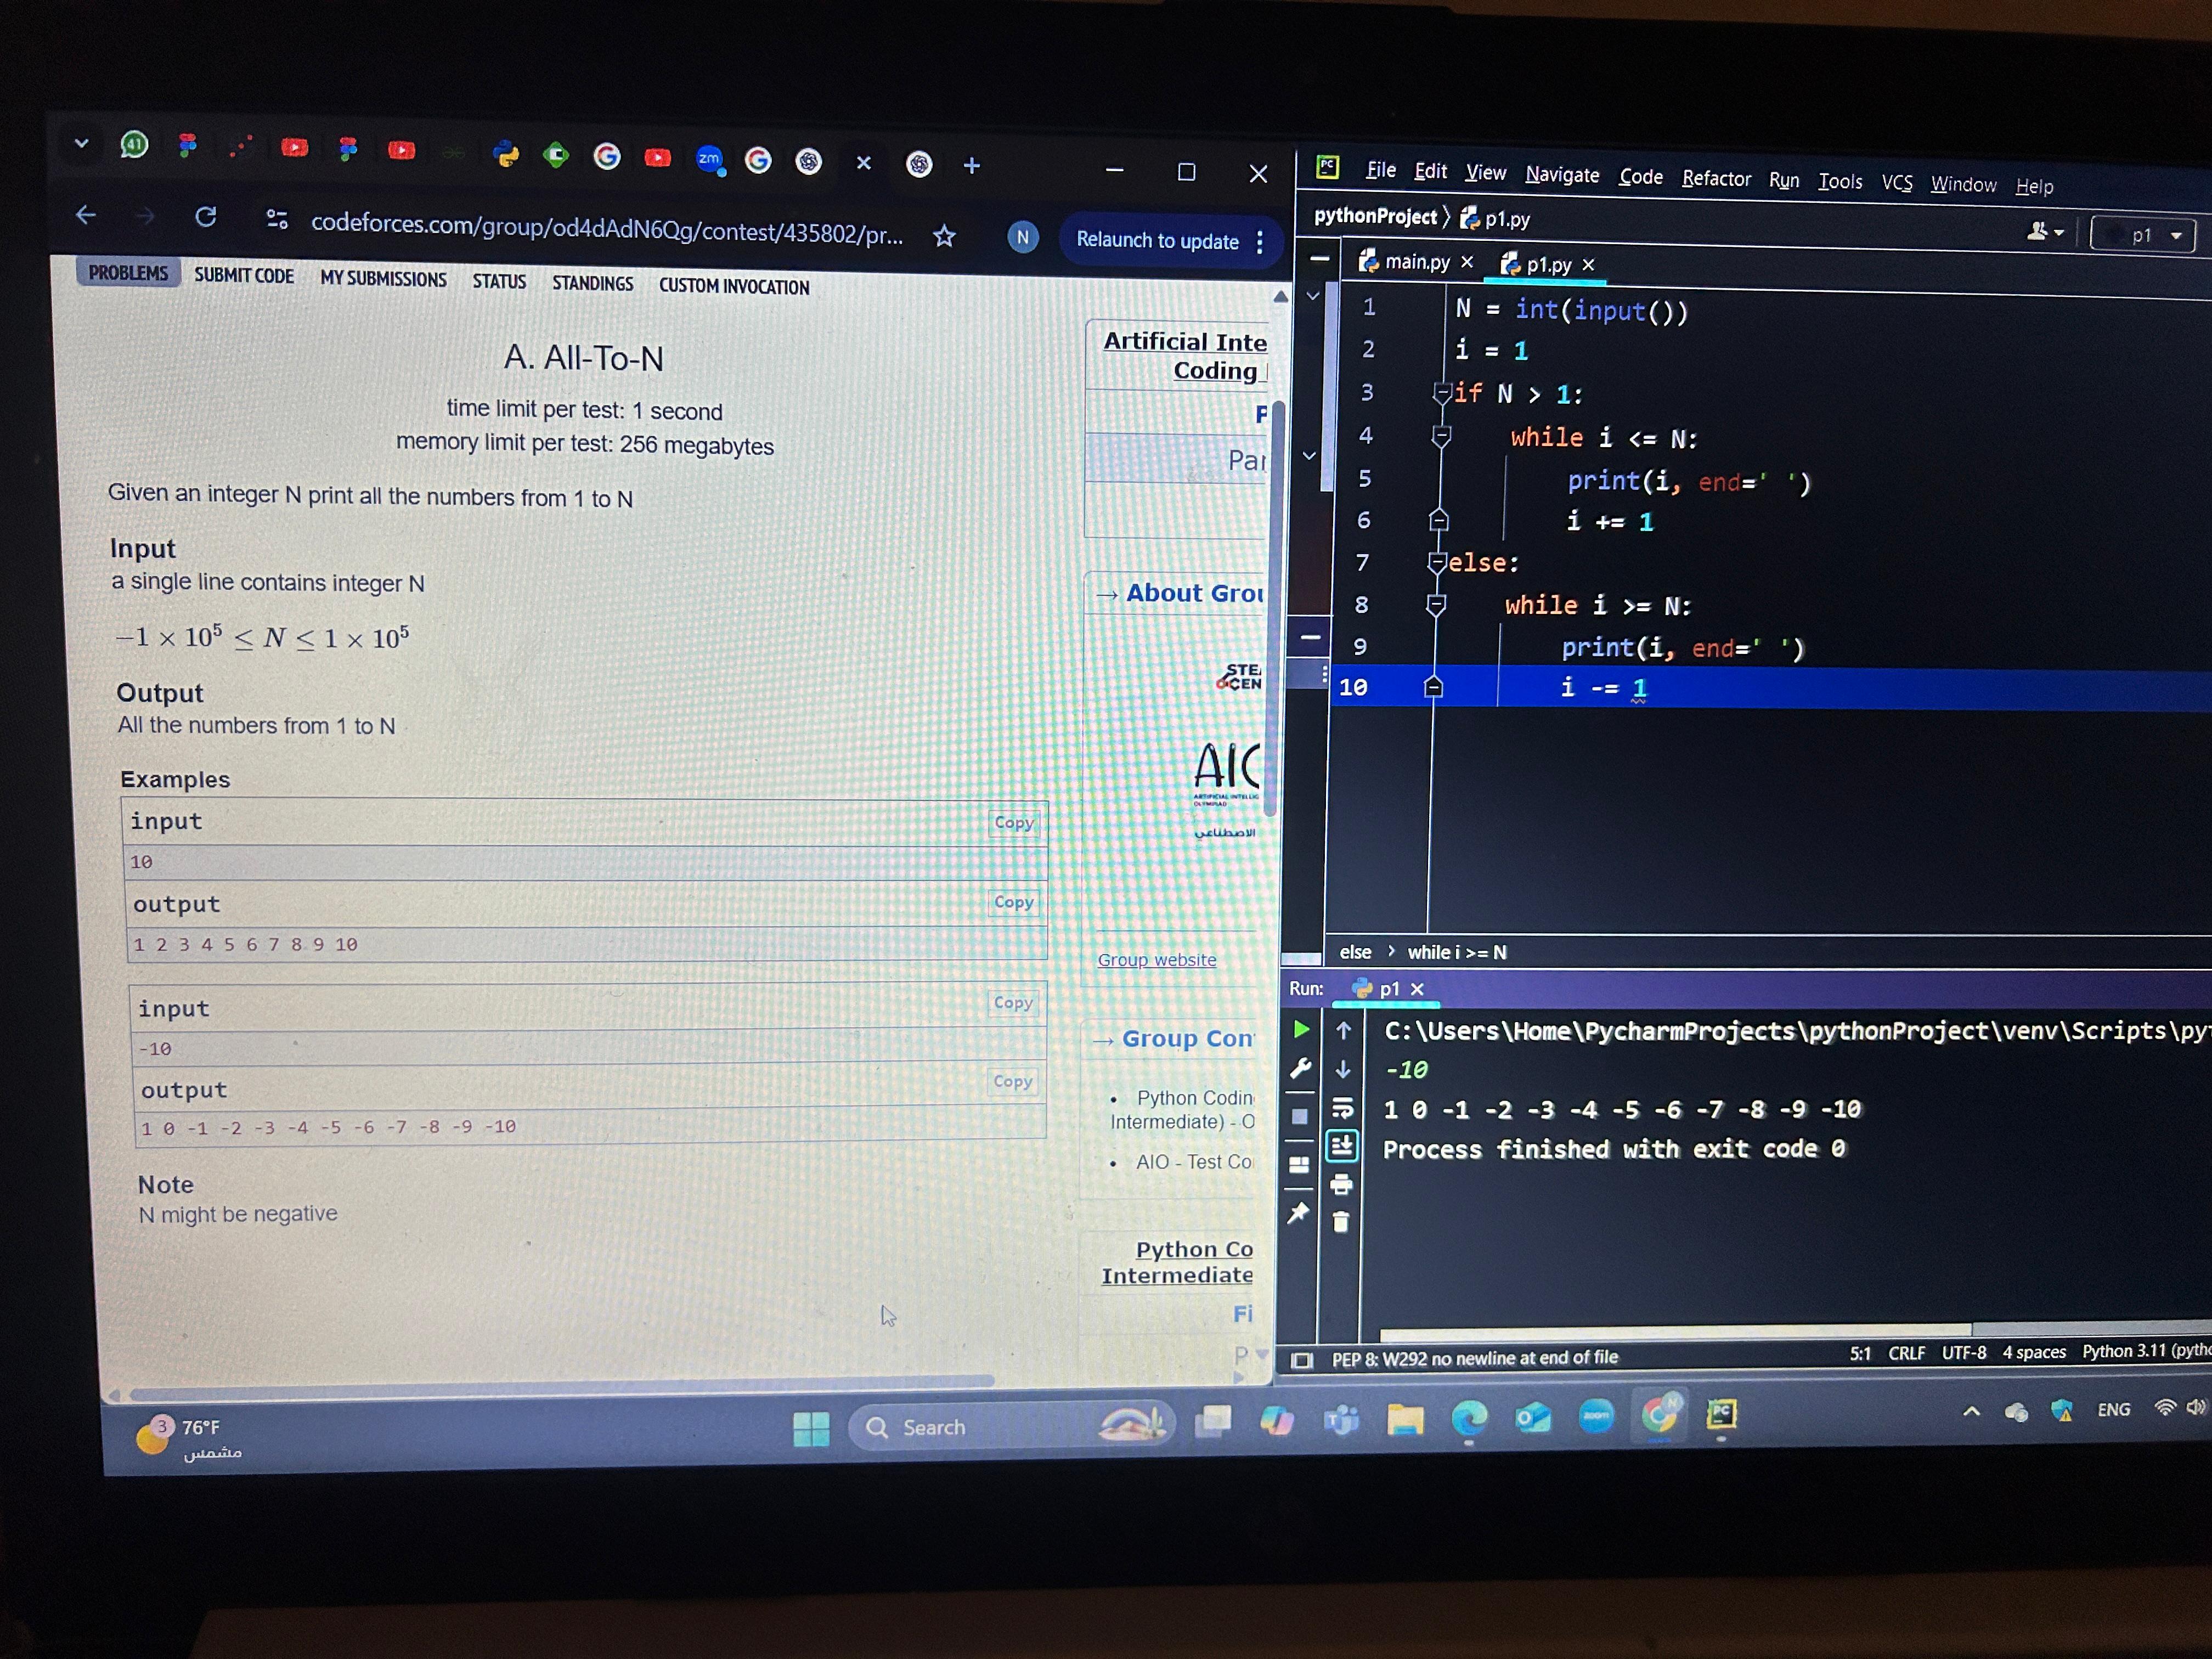 41
zm
codeforces.com/group/od4dAdN6Qg/contest/435802/pr...
N
Relaunch to update
PROBLEMS SUBMIT CODE MY SUBMISSIONS STATUS STANDINGS CUSTOM INVOCATION
A. All-To-N
time limit per test: 1 second
memory limit per test: 256 megabytes
Given an integer N print all the numbers from 1 to N
Input
a single line contains integer N
−1 × 10⁵ ≤ N ≤ 1 × 10⁵
Output
All the numbers from 1 to N
Examples
input
Copy
10
output
Copy
1 2 3 4 5 6 7 8 9 10
input
Copy
-10
output
Copy
1 0 -1 -2 -3 -4 -5 -6 -7 -8 -9 -10
Note
N might be negative
Artificial Inte
Coding
P
Par
→ About Grou
STE
CEN
AIO
ARTIFICIAL INTELLIG
OLYMPIAD
الاصطناعي
Group website
→ Group Con
• Python Codin
Intermediate) - O
• AIO - Test Co
Python Co
Intermediate
Fi
P
PC File Edit View Navigate Code Refactor Run Tools VCS Window Help
pythonProject › p1.py
p1
main.py × p1.py ×
1 N = int(input())
2 i = 1
3 if N > 1:
4 while i <= N:
5 print(i, end=' ')
6 i += 1
7 else:
8 while i >= N:
9 print(i, end=' ')
10 i -= 1
else › while i >= N
Run: p1 ×
C:\Users\Home\PycharmProjects\pythonProject\venv\Scripts\py
-10
1 0 -1 -2 -3 -4 -5 -6 -7 -8 -9 -10
Process finished with exit code 0
PEP 8: W292 no newline at end of file
5:1 CRLF UTF-8 4 spaces Python 3.11 (pytho
3
76°F
مشمس
Search
zoom
PC
ENG